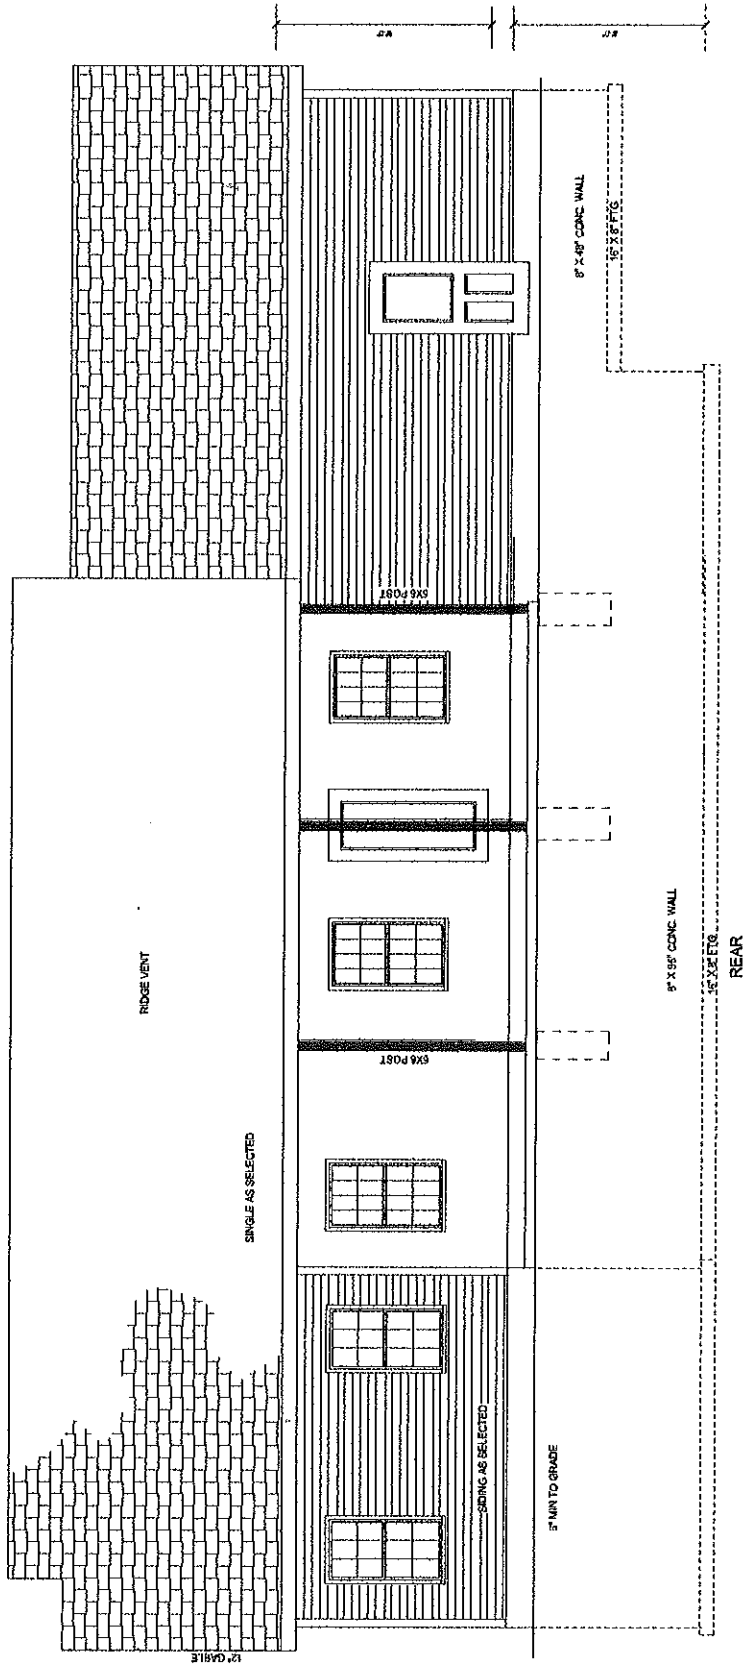 12" GABLE
RIDGE VENT
SINGLE AS SELECTED
SIDING AS SELECTED
6X6 POST
6X6 POST
8" X 48" CONC. WALL
16" X 8" FTG
8" X 96" CONC. WALL
16" X 8" FTG
MIN TO GRADE
REAR